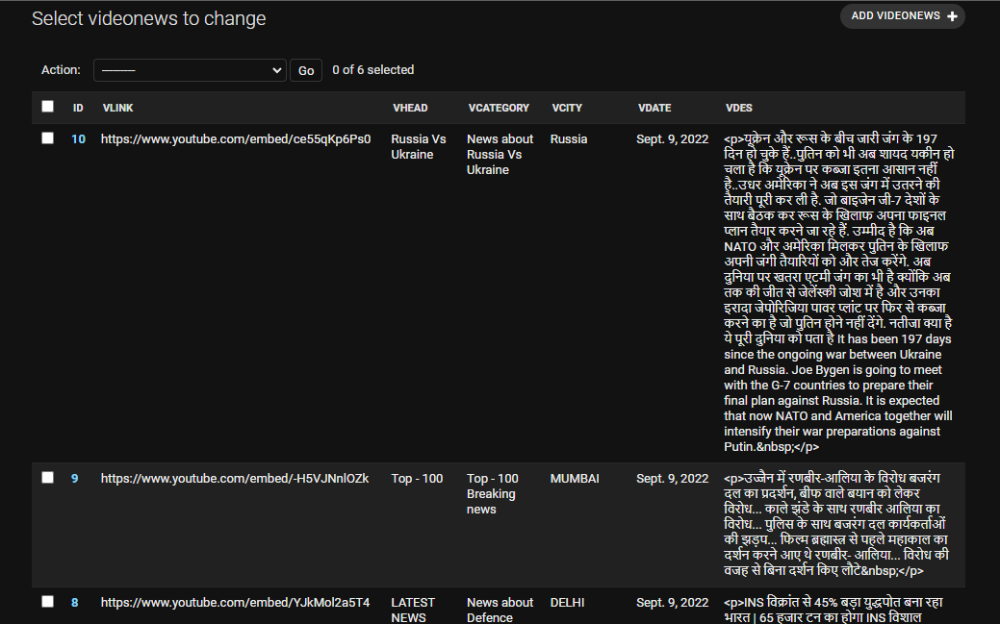 Select videonews to change
ADD VIDEONEWS +
Action: --------- Go 0 of 6 selected
ID VLINK VHEAD VCATEGORY VCITY VDATE VDES
10 https://www.youtube.com/embed/ce55qKp6Ps0 Russia Vs News about Russia Sept. 9, 2022 <p>यूक्रेन और रूस के बीच जारी जंग के 197
Ukraine Russia Vs दिन हो चुके हैं..पुतिन को भी अब शायद यकीन हो
Ukraine चला है कि यूक्रेन पर कब्जा इतना आसान नहीं
है..उधर अमेरिका ने अब इस जंग में उतरने की
तैयारी पूरी कर ली है. जो बाइजेन जी-7 देशों के
साथ बैठक कर रूस के खिलाफ अपना फाइनल
प्लान तैयार करने जा रहे हैं. उम्मीद है कि अब
NATO और अमेरिका मिलकर पुतिन के खिलाफ
अपनी जंगी तैयारियों को और तेज करेंगे. अब
दुनिया पर खतरा एटमी जंग का भी है क्योंकि अब
तक की जीत से जेलेंस्की जोश में है और उनका
इरादा जेपोरिजिया पावर प्लांट पर फिर से कब्जा
करने का है जो पुतिन होने नहीं देंगे. नतीजा क्या है
ये पूरी दुनिया को पता है It has been 197 days
since the ongoing war between Ukraine
and Russia. Joe Bygen is going to meet
with the G-7 countries to prepare their
final plan against Russia. It is expected
that now NATO and America together will
intensify their war preparations against
Putin.&nbsp;</p>
9 https://www.youtube.com/embed/-H5VJNnlOZk Top - 100 Top - 100 MUMBAI Sept. 9, 2022 <p>उज्जैन में रणबीर-आलिया के विरोध बजरंग
Breaking दल का प्रदर्शन, बीफ वाले बयान को लेकर
news विरोध... काले झंडे के साथ रणबीर आलिया का
विरोध... पुलिस के साथ बजरंग दल कार्यकर्ताओं
की झड़प... फिल्म ब्रह्मास्त्र से पहले महाकाल का
दर्शन करने आए थे रणबीर- आलिया... विरोध की
वजह से बिना दर्शन किए लौटे&nbsp;</p>
8 https://www.youtube.com/embed/YJkMol2a5T4 LATEST News about DELHI Sept. 9, 2022 <p>INS विक्रांत से 45% बड़ा युद्धपोत बना रहा
NEWS Defence भारत | 65 हजार टन का होगा INS विशाल